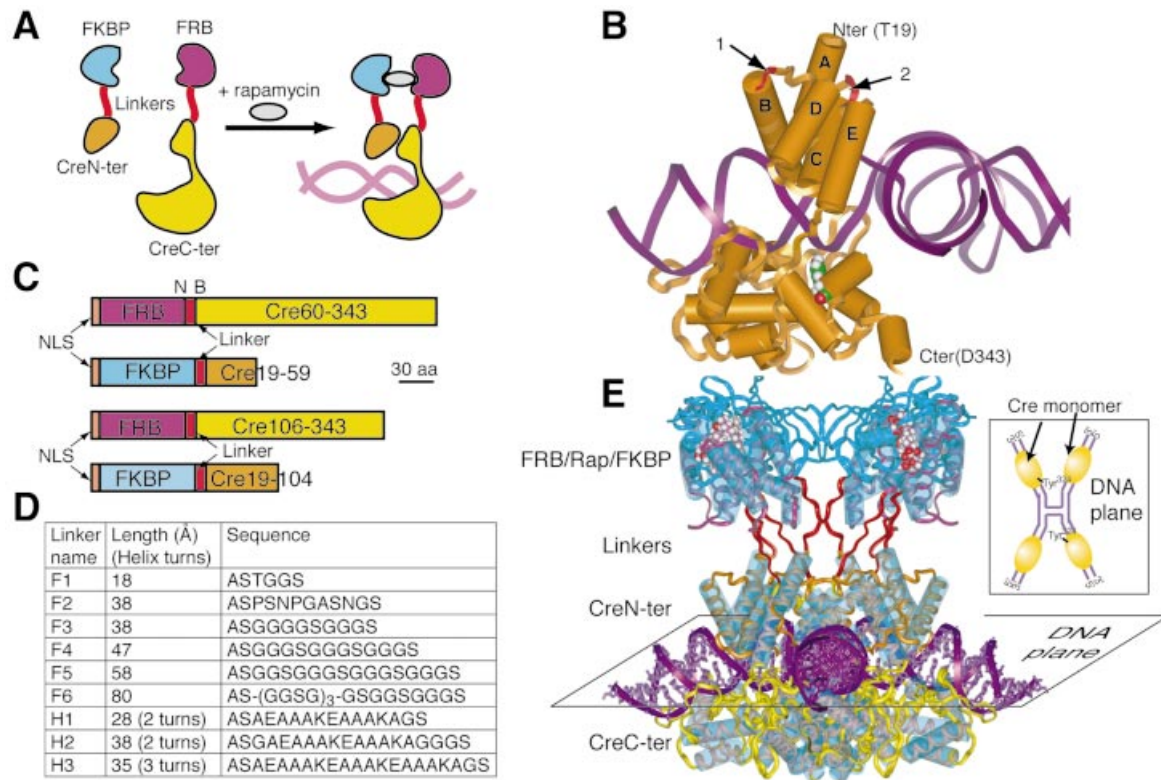 A
FKBP
FRB
Linkers
+ rapamycin
CreN-ter
CreC-ter
B
Nter (T19)
1
2
A
B
D
E
C
Cter(D343)
C
N B
FRB Cre60-343
NLS Linker
FKBP Cre19-59
30 aa
FRB Cre106-343
NLS Linker
FKBP Cre19-104
D
Linker name Length (Å) (Helix turns) Sequence
F1 18 ASTGGS
F2 38 ASPSNPGASNGS
F3 38 ASGGGGSGGGS
F4 47 ASGGGSGGGSGGGS
F5 58 ASGGSGGGSGGGSGGGS
F6 80 AS-(GGSG)3-GSGGSGGGS
H1 28 (2 turns) ASAEAAAKEAAAKAGS
H2 38 (2 turns) ASGAEAAAKEAAAKAGGGS
H3 35 (3 turns) ASAEAAAKEAAAKEAAAKAGS
E
Cre monomer
FRB/Rap/FKBP
DNA
plane
Tyr
Tyr
Linkers
CreN-ter
DNA
plane
CreC-ter